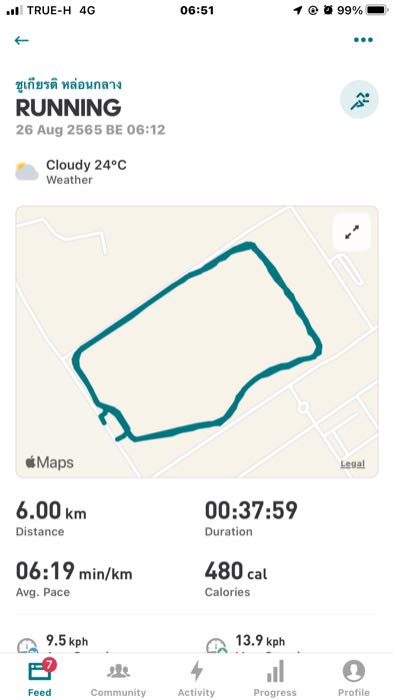 TRUE-H 4G 06:51 99%
ชูเกียรติ หล่อนกลาง
RUNNING
26 Aug 2565 BE 06:12
Cloudy 24°C
Weather
Maps Legal
6.00 km 00:37:59
Distance Duration
06:19 min/km 480 cal
Avg. Pace Calories
9.5 kph 13.9 kph
7
Feed Community Activity Progress Profile